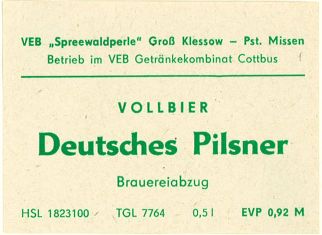 VEB „Spreewaldperle" Groß Klessow – Pst. Missen
Betrieb im VEB Getränkekombinat Cottbus
VOLLBIER
Deutsches Pilsner
Brauereiabzug
HSL 1823100 TGL 7764 0,5 l EVP 0,92 M